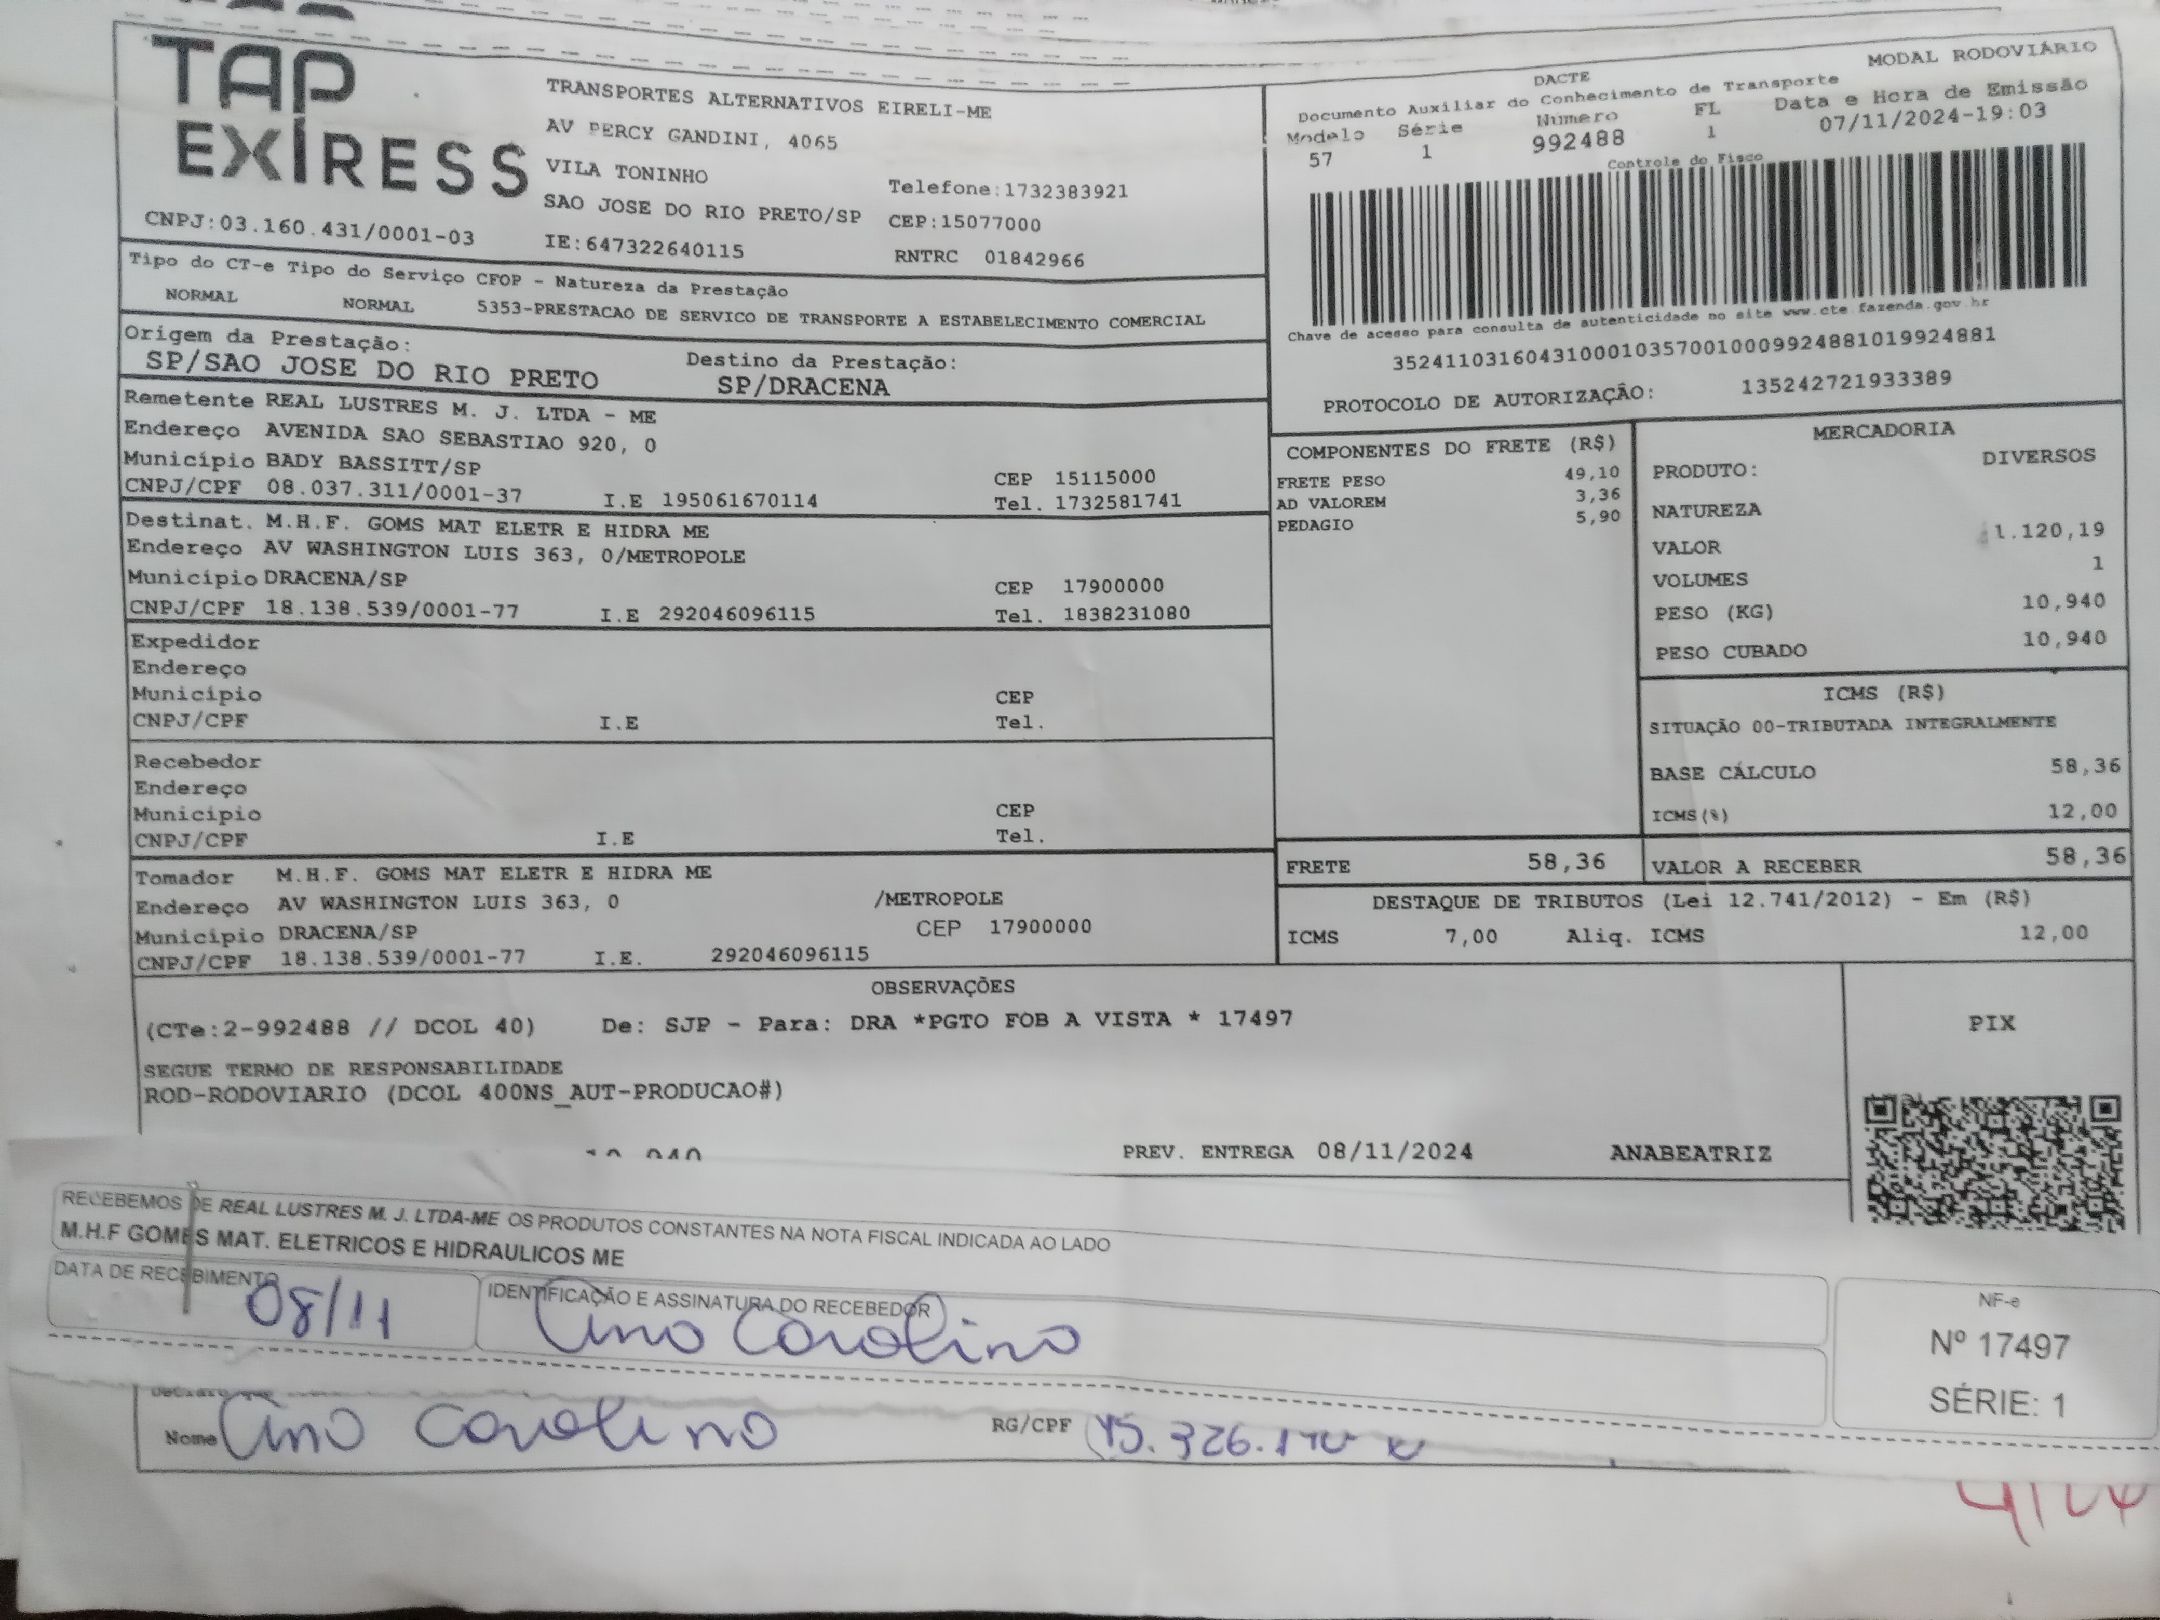 TAP
EXIRESS
CNPJ:03.160.431/0001-03
TRANSPORTES ALTERNATIVOS EIRELI-ME
AV PERCY GANDINI, 4065
VILA TONINHO
SAO JOSE DO RIO PRETO/SP
IE:647322640115
Telefone:1732383921
CEP:15077000
RNTRC 01842966
MODAL RODOVIÁRIO
DACTE
Documento Auxiliar do Conhecimento de Transporte
Modelo Série Número FL Data e Hora de Emissão
57 1 992488 1 07/11/2024-19:03
Controle do Fisco
Chave de acesso para consulta de autenticidade no site www.cte.fazenda.gov.br
35241103160431000103570010009924881019924881
PROTOCOLO DE AUTORIZAÇÃO: 135242721933389
Tipo do CT-e Tipo do Serviço CFOP - Natureza da Prestação
NORMAL NORMAL 5353-PRESTACAO DE SERVICO DE TRANSPORTE A ESTABELECIMENTO COMERCIAL
Origem da Prestação: Destino da Prestação:
SP/SAO JOSE DO RIO PRETO SP/DRACENA
Remetente REAL LUSTRES M. J. LTDA - ME
Endereço AVENIDA SAO SEBASTIAO 920, 0
Município BADY BASSITT/SP CEP 15115000
CNPJ/CPF 08.037.311/0001-37 I.E 195061670114 Tel. 1732581741
Destinat. M.H.F. GOMS MAT ELETR E HIDRA ME
Endereço AV WASHINGTON LUIS 363, 0/METROPOLE
Município DRACENA/SP CEP 17900000
CNPJ/CPF 18.138.539/0001-77 I.E 292046096115 Tel. 1838231080
Expedidor
Endereço
Município CEP
CNPJ/CPF I.E Tel.
Recebedor
Endereço
Município CEP
CNPJ/CPF I.E Tel.
Tomador M.H.F. GOMS MAT ELETR E HIDRA ME
Endereço AV WASHINGTON LUIS 363, 0 /METROPOLE
Município DRACENA/SP CEP 17900000
CNPJ/CPF 18.138.539/0001-77 I.E. 292046096115
COMPONENTES DO FRETE (R$)
FRETE PESO 49,10
AD VALOREM 3,36
PEDAGIO 5,90
MERCADORIA
PRODUTO: DIVERSOS
NATUREZA
VALOR 1.120,19
VOLUMES 1
PESO (KG) 10,940
PESO CUBADO 10,940
ICMS (R$)
SITUAÇÃO 00-TRIBUTADA INTEGRALMENTE
BASE CÁLCULO 58,36
ICMS(%) 12,00
FRETE 58,36 VALOR A RECEBER 58,36
DESTAQUE DE TRIBUTOS (Lei 12.741/2012) - Em (R$)
ICMS 7,00 Aliq. ICMS 12,00
OBSERVAÇÕES
(CTe:2-992488 // DCOL 40) De: SJP - Para: DRA *PGTO FOB A VISTA * 17497
SEGUE TERMO DE RESPONSABILIDADE
ROD-RODOVIARIO (DCOL 400NS_AUT-PRODUCAO#)
PREV. ENTREGA 08/11/2024 ANABEATRIZ
PIX
RECEBEMOS DE REAL LUSTRES M. J. LTDA-ME OS PRODUTOS CONSTANTES NA NOTA FISCAL INDICADA AO LADO
M.H.F GOMES MAT. ELETRICOS E HIDRAULICOS ME
DATA DE RECEBIMENTO IDENTIFICAÇÃO E ASSINATURA DO RECEBEDOR
08/11 Ana Carolina
NF-e
Nº 17497
SÉRIE: 1
Nome Ana Carolina RG/CPF